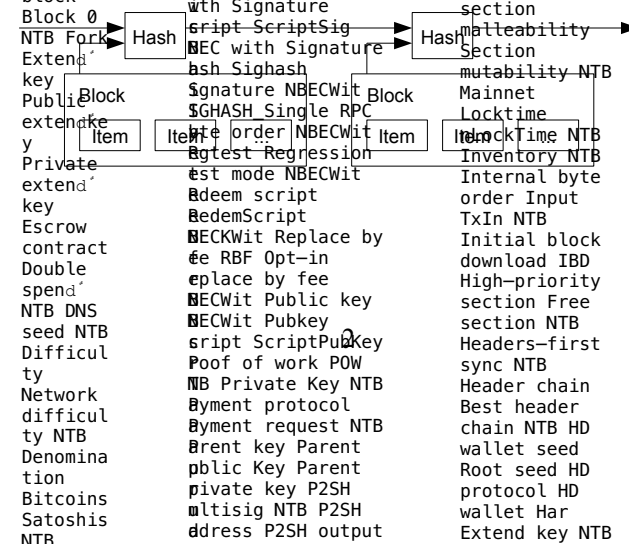 Block 0
NTB Fork
Extend´
key
Public
extendke
y
Private
extend´
key
Escrow
contract
Double
spend´
NTB DNS
seed NTB
Difficul
ty
Network
difficul
ty NTB
Denomina
tion
Bitcoins
Satoshis
NTB
Hash
Block
Item
Item
...
with Signature
script ScriptSig
NBEC with Signature
hash Sighash
Signature NBECWit
SIGHASH_Single RPC
byte order NBECWit
Regtest Regression
test mode NBECWit
Redeem script
RedemScript
NBECKWit Replace by
fee RBF Opt-in
replace by fee
NBECWit Public key
NBECWit Pubkey
script ScriptPubKey
Proof of work POW
NTB Private Key NTB
Payment protocol
Payment request NTB
Parent key Parent
public Key Parent
private key P2SH
multisig NTB P2SH
address P2SH output
2
Hash
Block
Item
Item
...
section
malleability
Section
mutability NTB
Mainnet
Locktime
nLockTime NTB
Inventory NTB
Internal byte
order Input
TxIn NTB
Initial block
download IBD
High-priority
section Free
section NTB
Headers-first
sync NTB
Header chain
Best header
chain NTB HD
wallet seed
Root seed HD
protocol HD
wallet Har
Extend key NTB